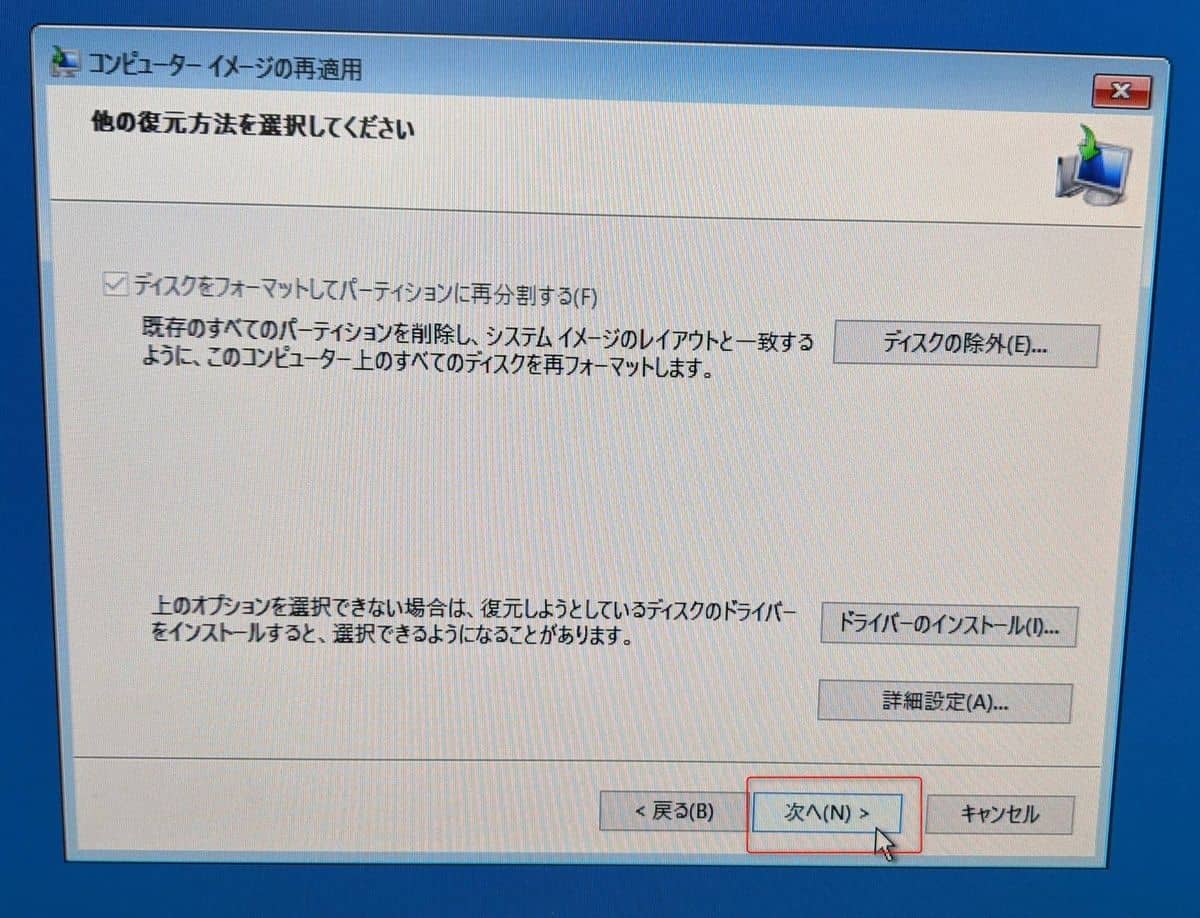 コンピューター イメージの再適用
他の復元方法を選択してください
ディスクをフォーマットしてパーティションに再分割する(F)
既存のすべてのパーティションを削除し、システム イメージのレイアウトと一致する
ように、このコンピューター上のすべてのディスクを再フォーマットします。
ディスクの除外(E)...
上のオプションを選択できない場合は、復元しようとしているディスクのドライバー
をインストールすると、選択できるようになることがあります。
ドライバーのインストール(I)...
詳細設定(A)...
< 戻る(B)
次へ(N) >
キャンセル